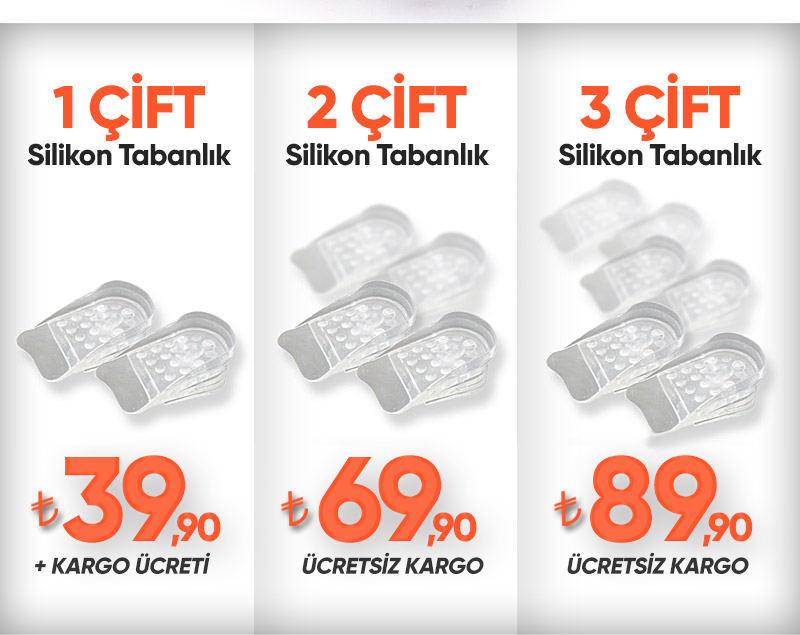 1 ÇİFT
Silikon Tabanlık
₺39,90
+ KARGO ÜCRETİ
2 ÇİFT
Silikon Tabanlık
₺69,90
ÜCRETSİZ KARGO
3 ÇİFT
Silikon Tabanlık
₺89,90
ÜCRETSİZ KARGO